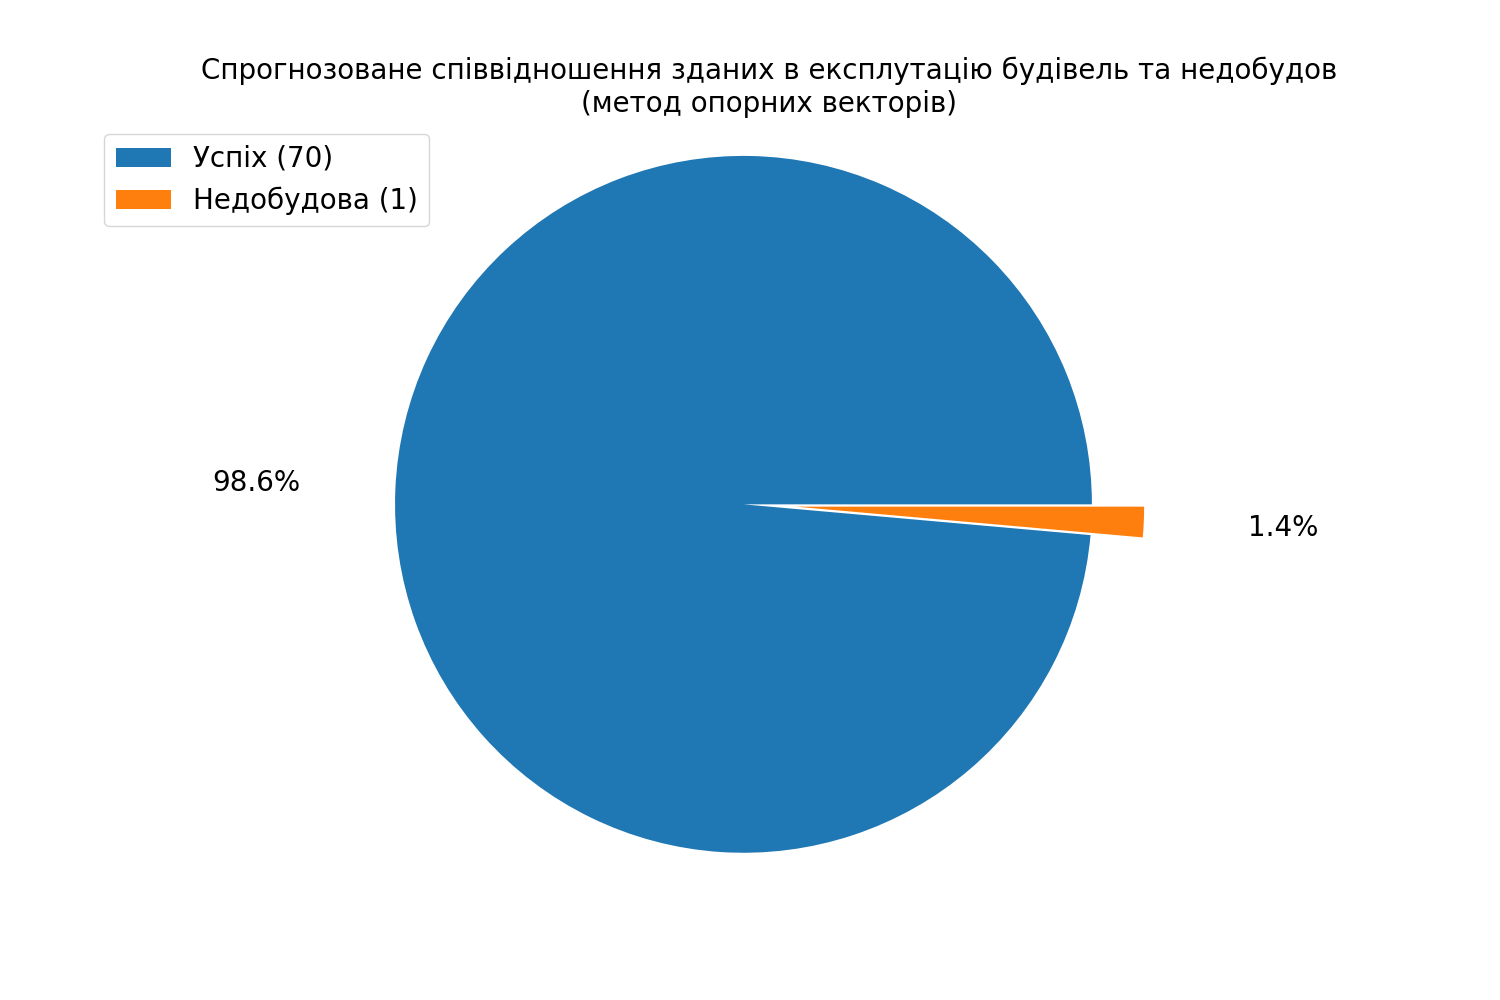 Спрогнозоване співвідношення зданих в експлутацію будівель та недобудов
(метод опорних векторів)
Успіх (70)
Недобудова (1)
98.6%
1.4%